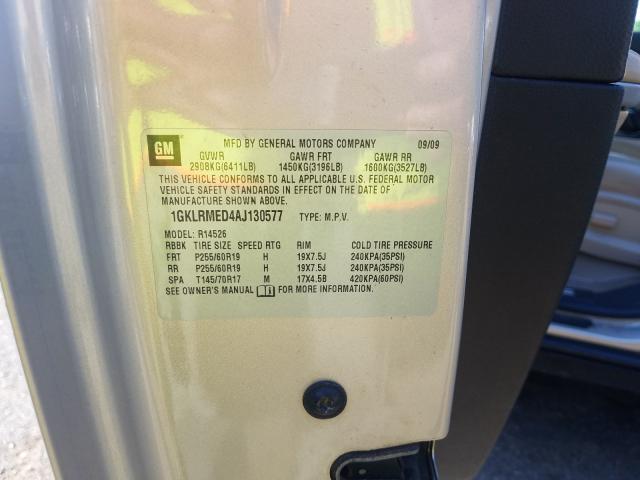 GM MFD BY GENERAL MOTORS COMPANY 09/09
GVWR GAWR FRT GAWR RR
2908KG(6411LB) 1450KG(3196LB) 1600KG(3527LB)
THIS VEHICLE CONFORMS TO ALL APPLICABLE U.S. FEDERAL MOTOR
VEHICLE SAFETY STANDARDS IN EFFECT ON THE DATE OF
MANUFACTURE SHOWN ABOVE.
1GKLRMED4AJ130577 TYPE: M.P.V.
MODEL: R14526
RBBK TIRE SIZE SPEED RTG RIM COLD TIRE PRESSURE
FRT P255/60R19 H 19X7.5J 240KPA(35PSI)
RR P255/60R19 H 19X7.5J 240KPA(35PSI)
SPA T145/70R17 M 17X4.5B 420KPA(60PSI)
SEE OWNER'S MANUAL FOR MORE INFORMATION.